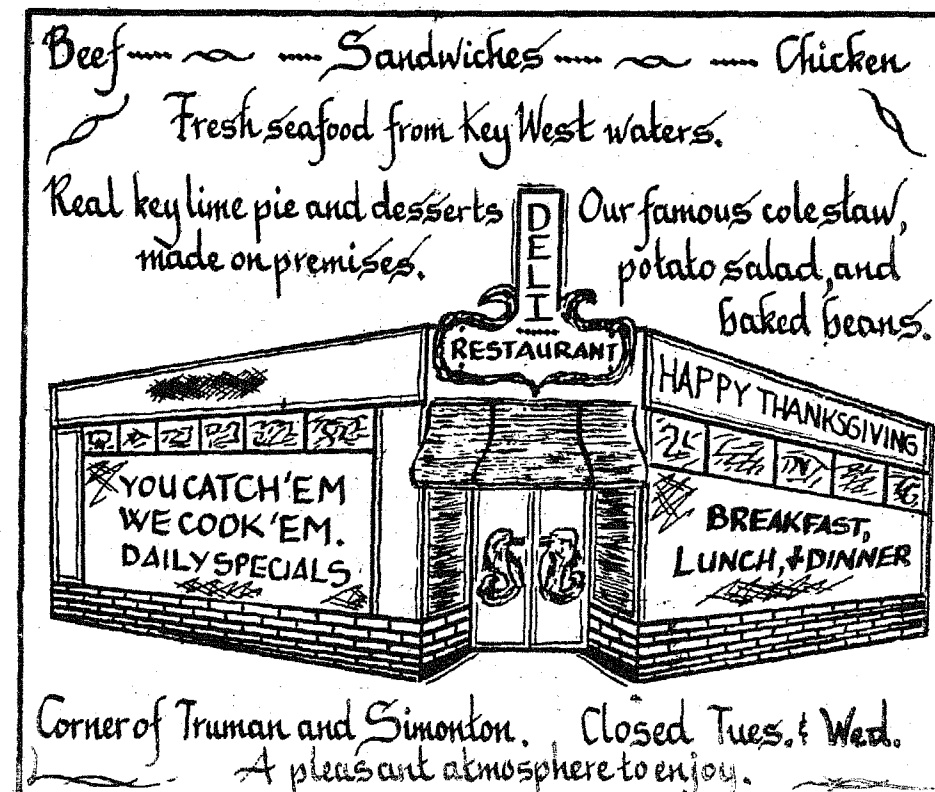 Beef Sandwiches Chicken
Fresh seafood from Key West waters.
Real key lime pie and desserts
made on premises.
Our famous coleslaw,
potato salad, and
baked beans.
DELI
RESTAURANT
HAPPY THANKSGIVING
YOU CATCH 'EM
WE COOK 'EM.
DAILY SPECIALS
BREAKFAST,
LUNCH, & DINNER
Corner of Truman and Simonton. Closed Tues. & Wed.
A pleasant atmosphere to enjoy.